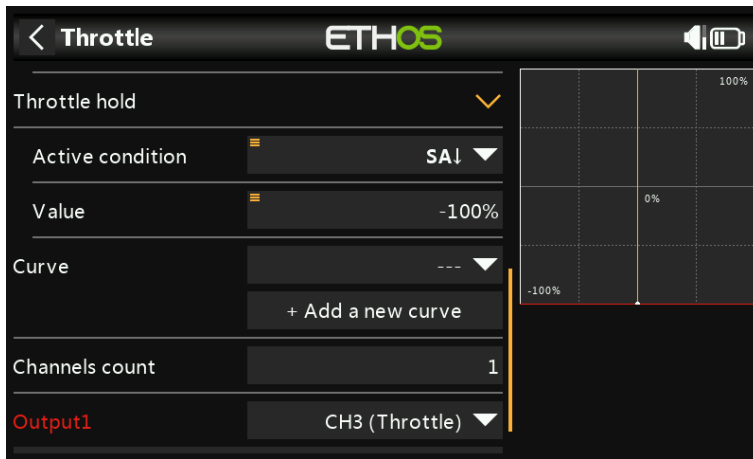 Throttle
ETHOS
Throttle hold
Active condition
SA↓
Value
-100%
Curve
---
+ Add a new curve
Channels count
1
Output1
CH3 (Throttle)
100%
0%
-100%